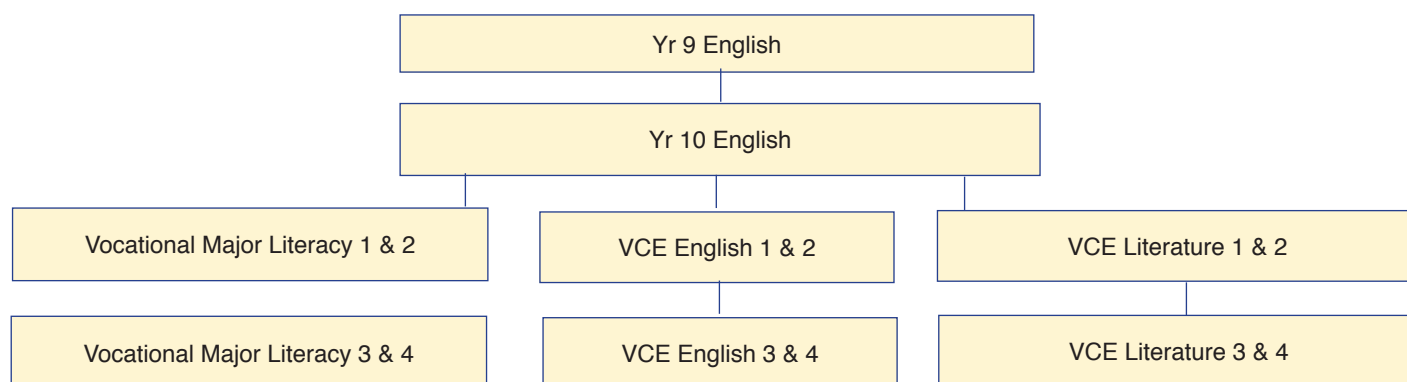 Yr 9 English
Yr 10 English
Vocational Major Literacy 1 & 2
VCE English 1 & 2
VCE Literature 1 & 2
Vocational Major Literacy 3 & 4
VCE English 3 & 4
VCE Literature 3 & 4